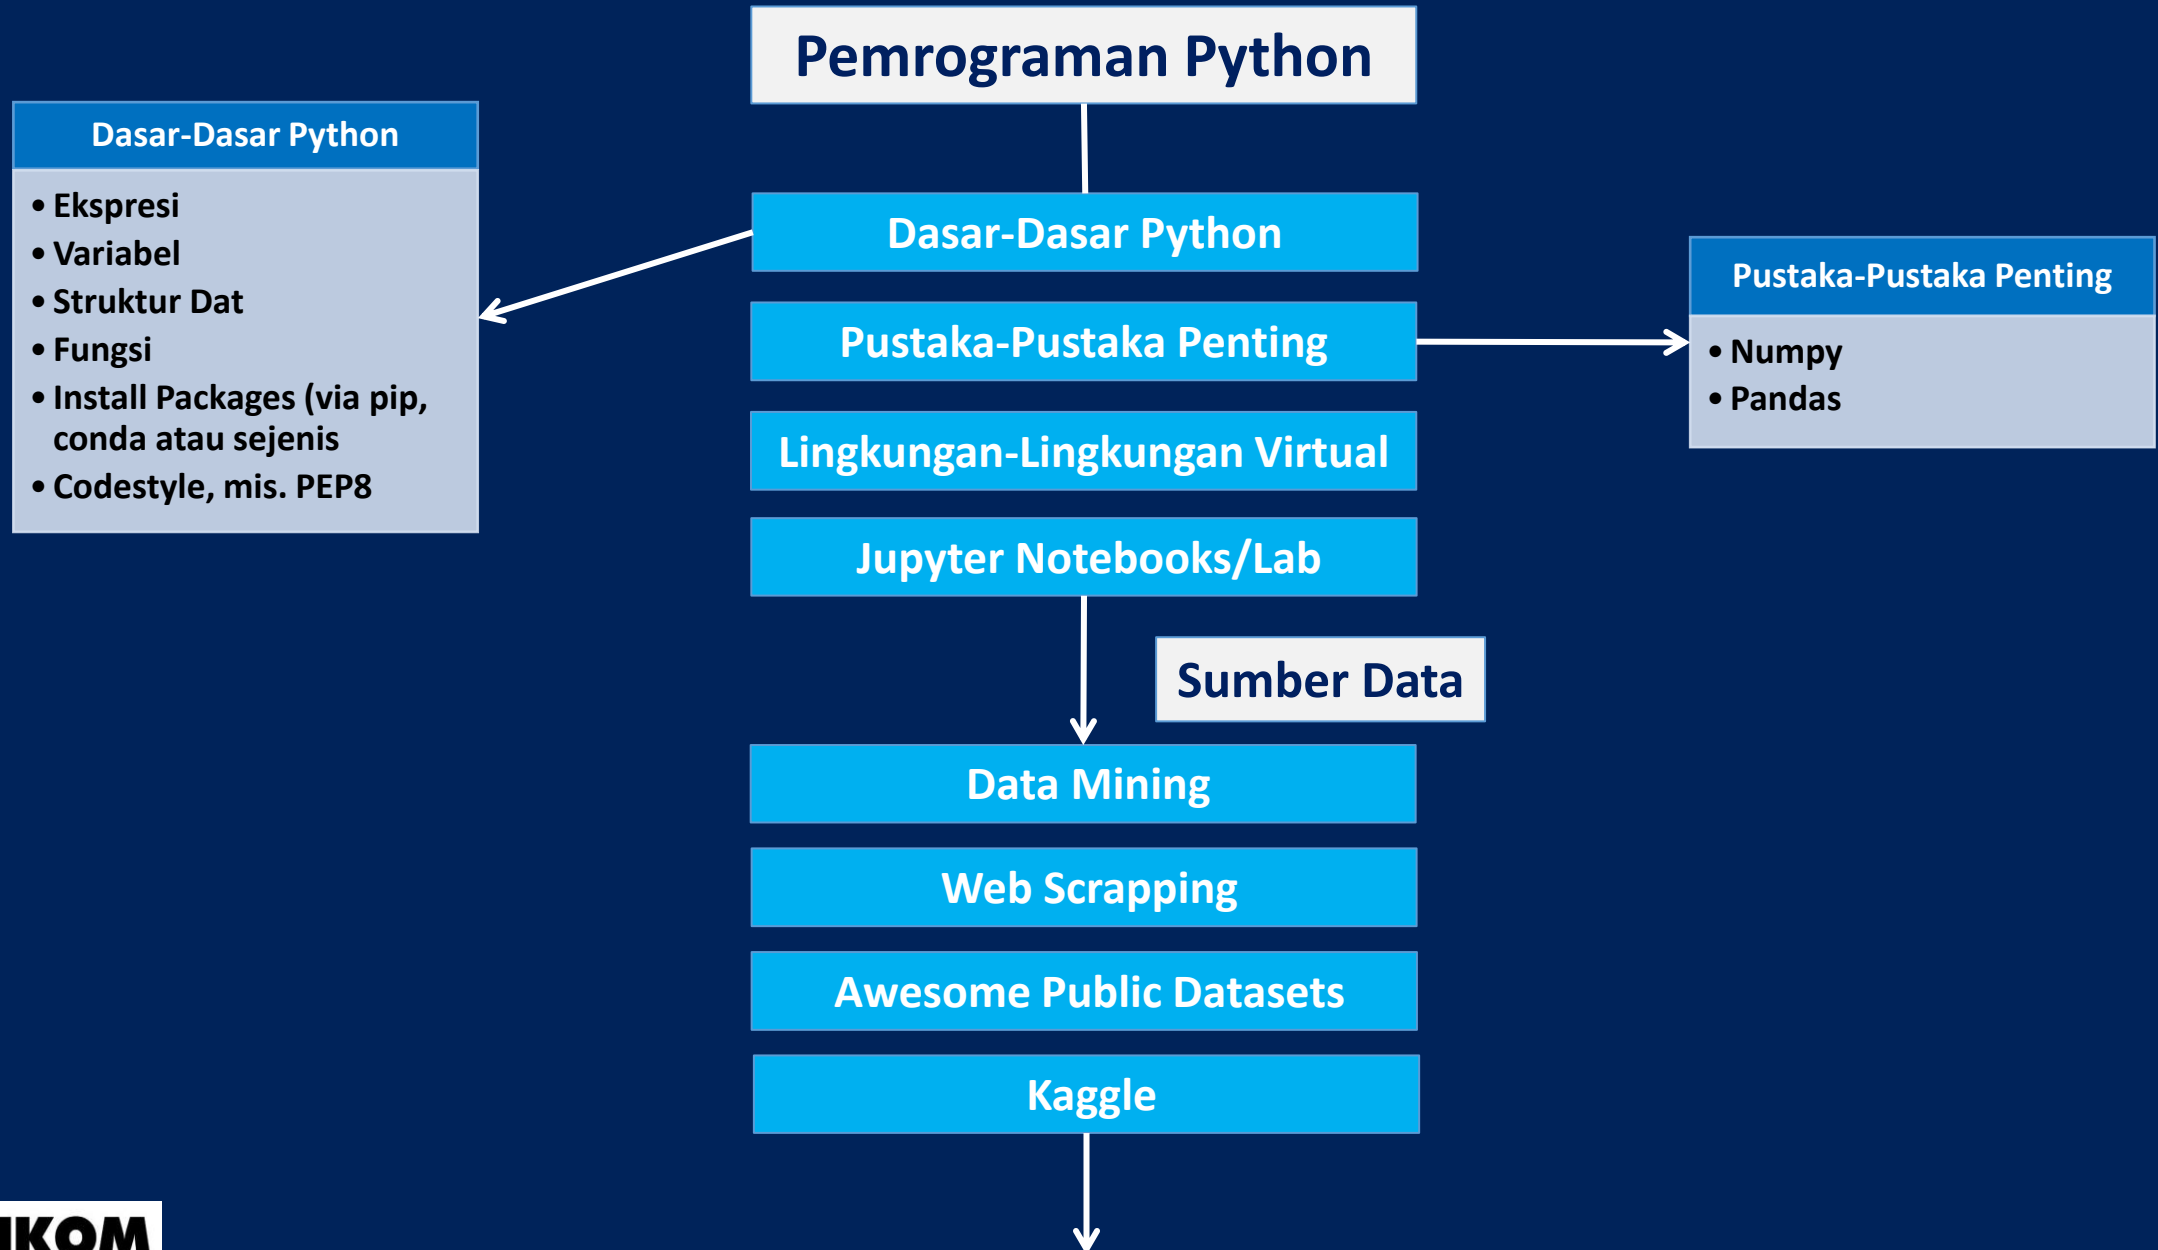 Pemrograman Python
Dasar-Dasar Python
• Ekspresi
• Variabel
• Struktur Dat
• Fungsi
• Install Packages (via pip,
conda atau sejenis
• Codestyle, mis. PEP8
Dasar-Dasar Python
Pustaka-Pustaka Penting
Lingkungan-Lingkungan Virtual
Jupyter Notebooks/Lab
Pustaka-Pustaka Penting
• Numpy
• Pandas
Sumber Data
Data Mining
Web Scrapping
Awesome Public Datasets
Kaggle
IKOM